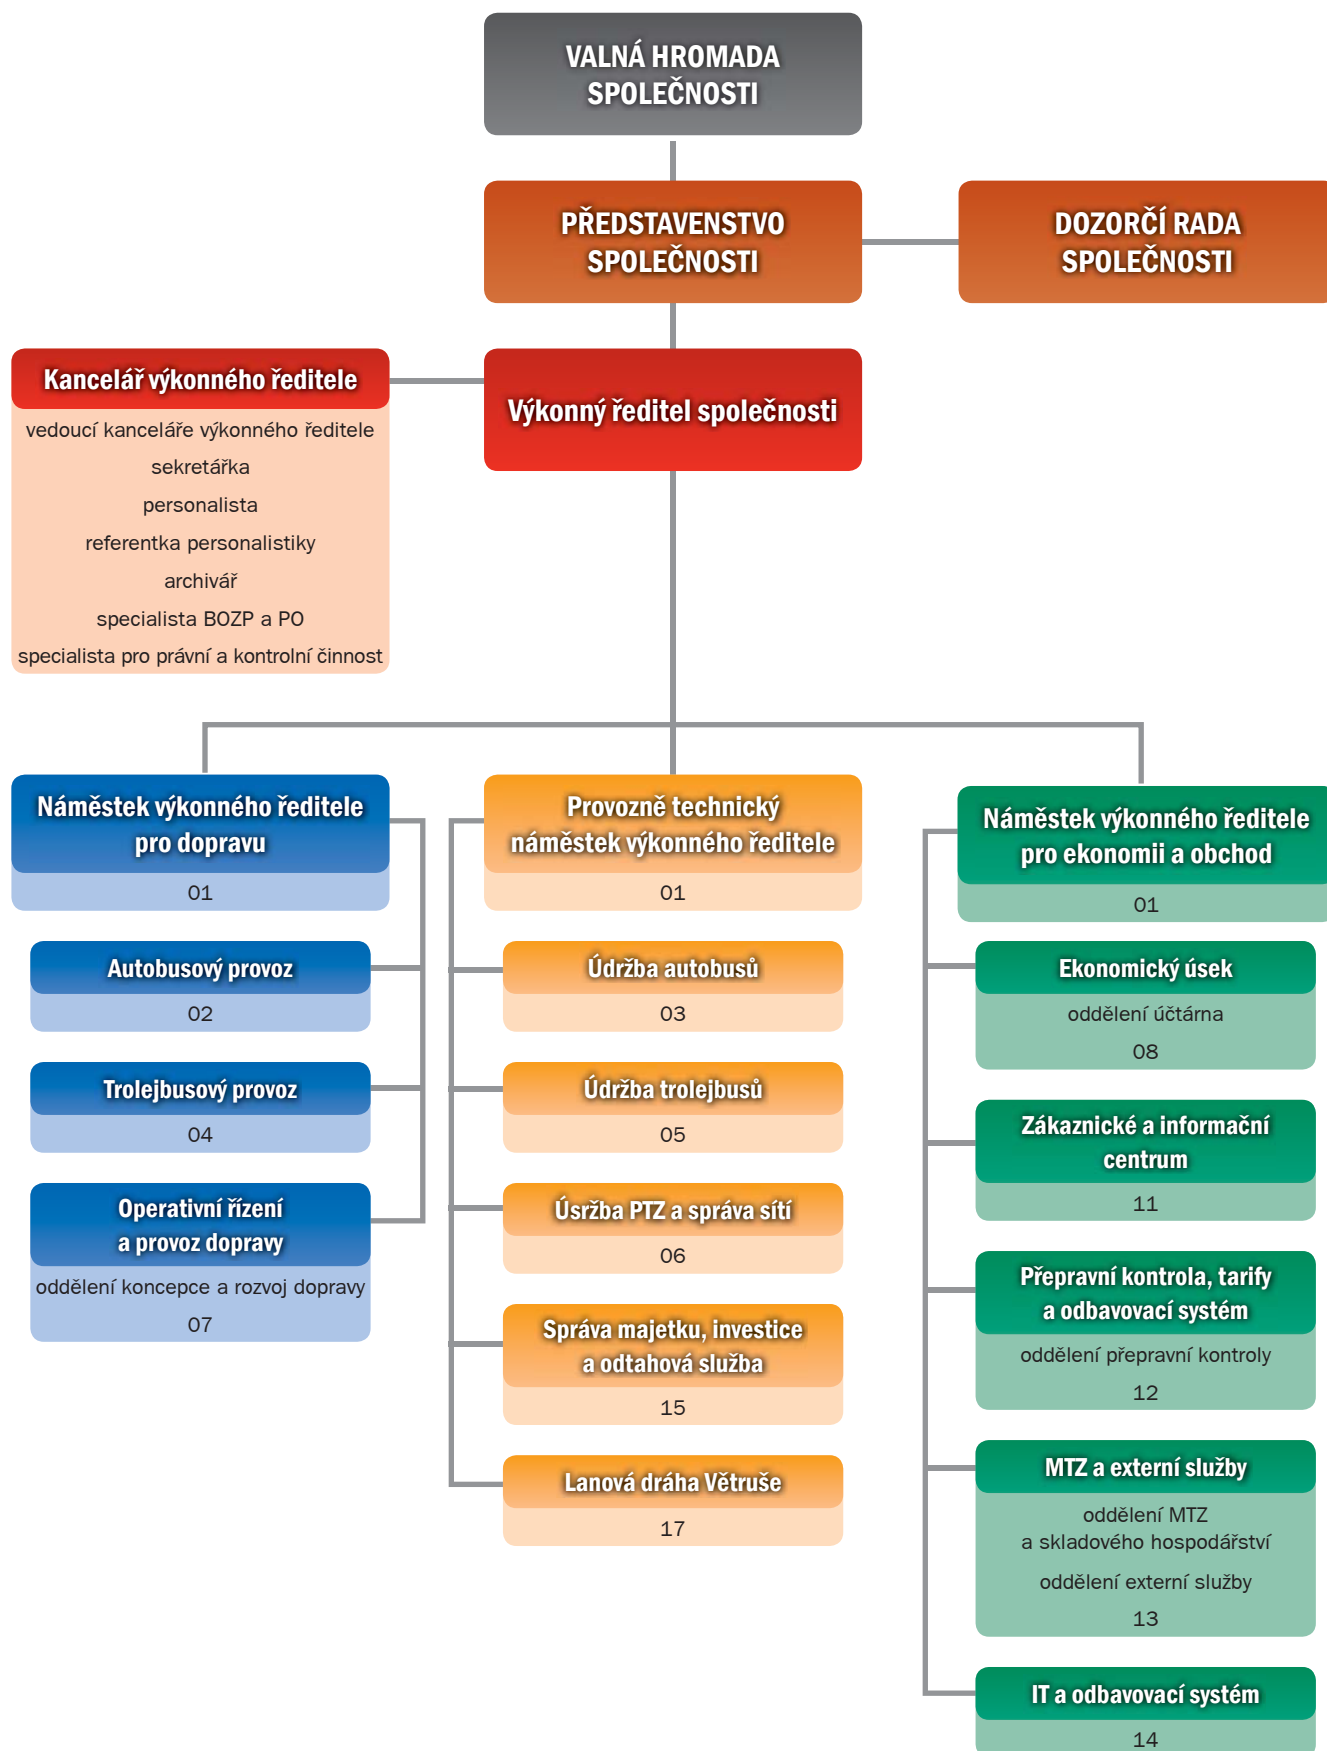 VALNÁ HROMADA
SPOLEČNOSTI
PŘEDSTAVENSTVO
SPOLEČNOSTI
DOZORČÍ RADA
SPOLEČNOSTI
Kancelář výkonného ředitele
vedoucí kanceláře výkonného ředitele
sekretářka
personalista
referentka personalistiky
archivář
specialista BOZP a PO
specialista pro právní a kontrolní činnost
Výkonný ředitel společnosti
Náměstek výkonného ředitele
pro dopravu
01
Autobusový provoz
02
Trolejbusový provoz
04
Operativní řízení
a provoz dopravy
oddělení koncepce a rozvoj dopravy
07
Provozně technický
náměstek výkonného ředitele
01
Údržba autobusů
03
Údržba trolejbusů
05
Úsržba PTZ a správa sítí
06
Správa majetku, investice
a odtahová služba
15
Lanová dráha Větruše
17
Náměstek výkonného ředitele
pro ekonomii a obchod
01
Ekonomický úsek
oddělení účtárna
08
Zákaznické a informační
centrum
11
Přepravní kontrola, tarify
a odbavovací systém
oddělení přepravní kontroly
12
MTZ a externí služby
oddělení MTZ
a skladového hospodářství
oddělení externí služby
13
IT a odbavovací systém
14